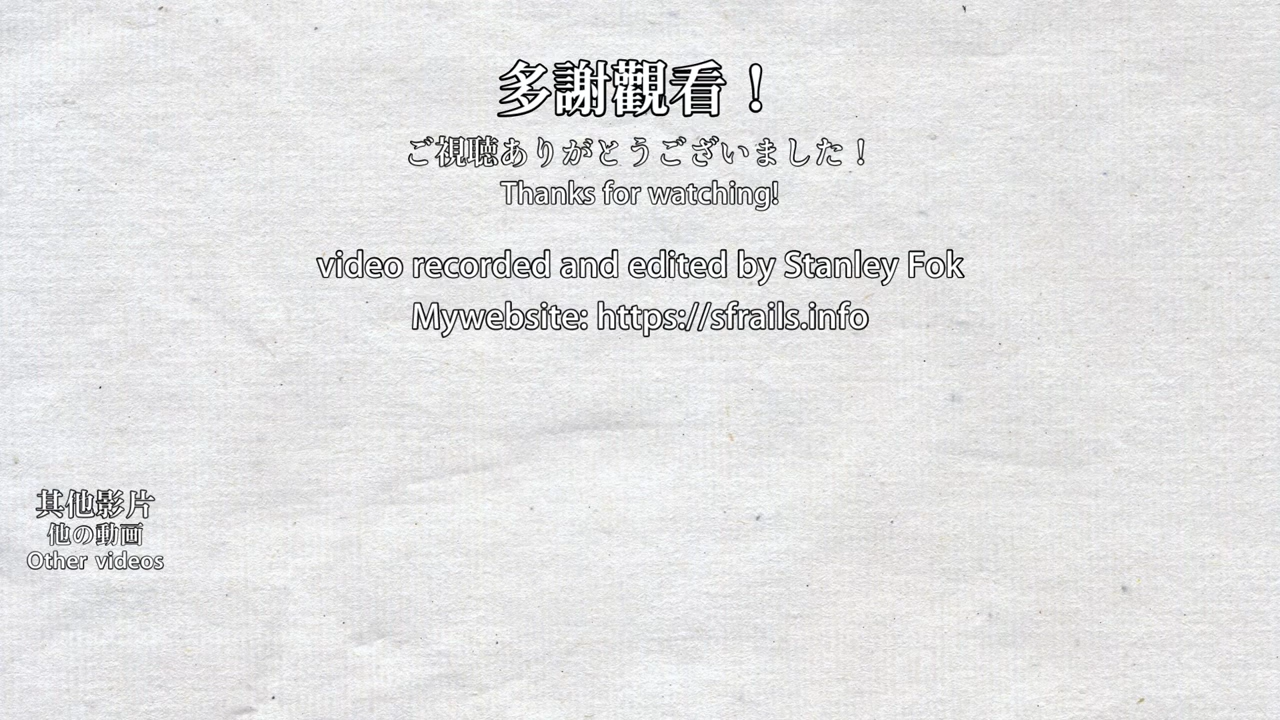 多謝觀看！
ご視聴ありがとうございました！
Thanks for watching!
video recorded and edited by Stanley Fok
Mywebsite: https://sfrails.info
其他影片
他の動画
Other videos